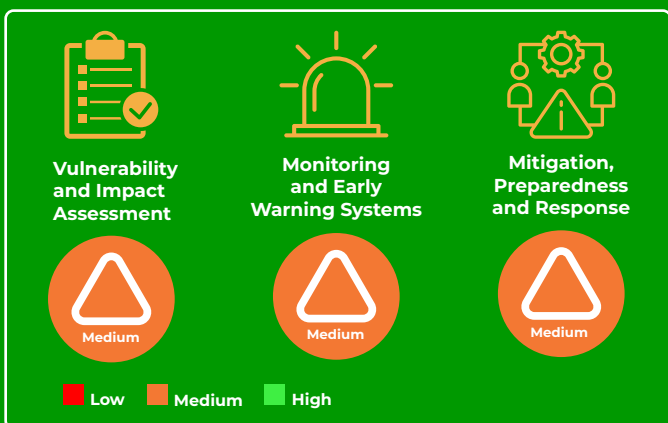 Vulnerability
and Impact
Assessment
Monitoring
and Early
Warning Systems
Mitigation,
Preparedness
and Response
Medium
Medium
Medium
Low
Medium
High